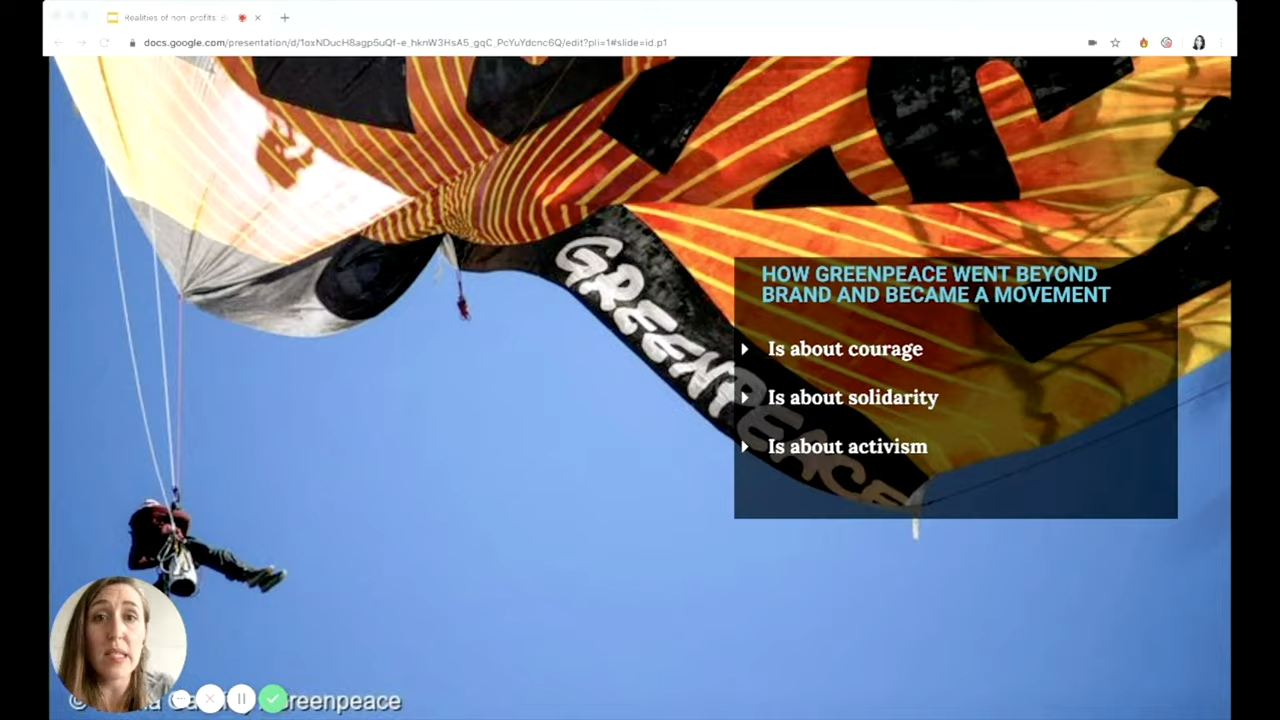 Realities of non-profits: B
docs.google.com/presentation/d/1oxNDucH8agp5uQf-e_hknW3HsA5_gqC_PcYuYdcnc6Q/edit?pli=1#slide=id.p1
GREENPEACE
HOW GREENPEACE WENT BEYOND
BRAND AND BECAME A MOVEMENT
Is about courage
Is about solidarity
Is about activism
reenpeace